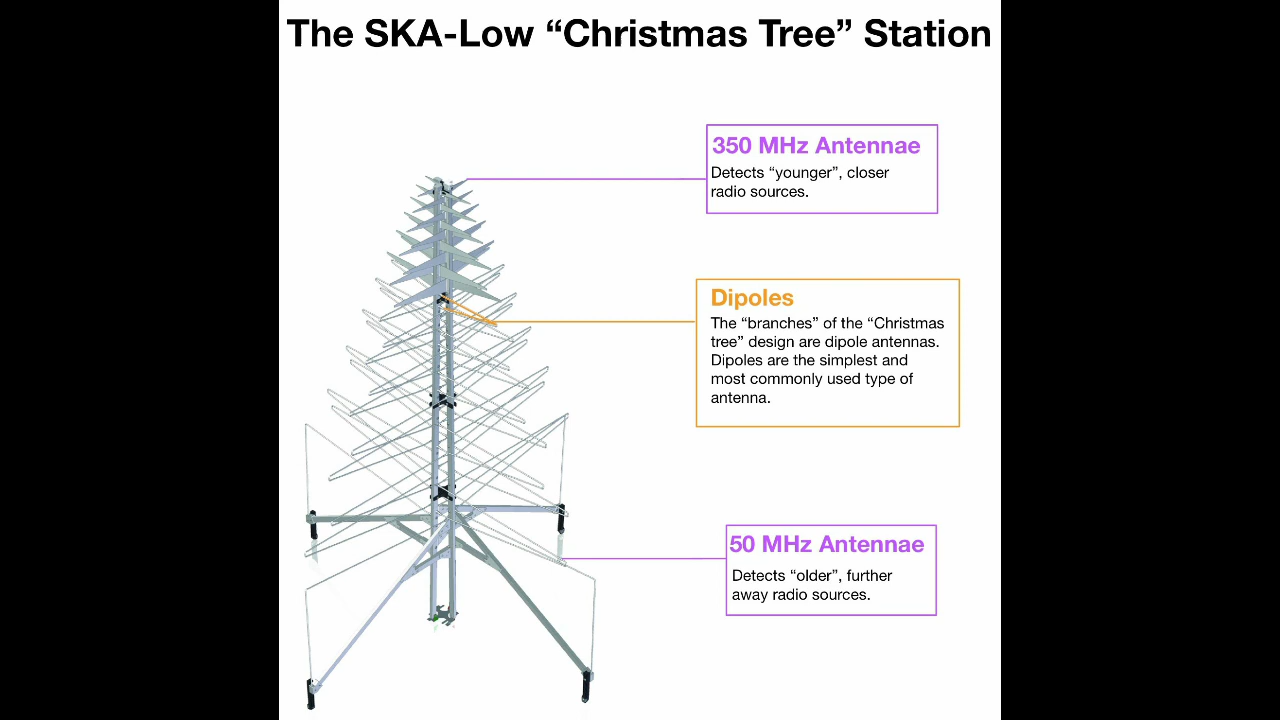 The SKA-Low “Christmas Tree” Station
350 MHz Antennae
Detects “younger”, closer
radio sources.
Dipoles
The “branches” of the “Christmas
tree” design are dipole antennas.
Dipoles are the simplest and
most commonly used type of
antenna.
50 MHz Antennae
Detects “older”, further
away radio sources.